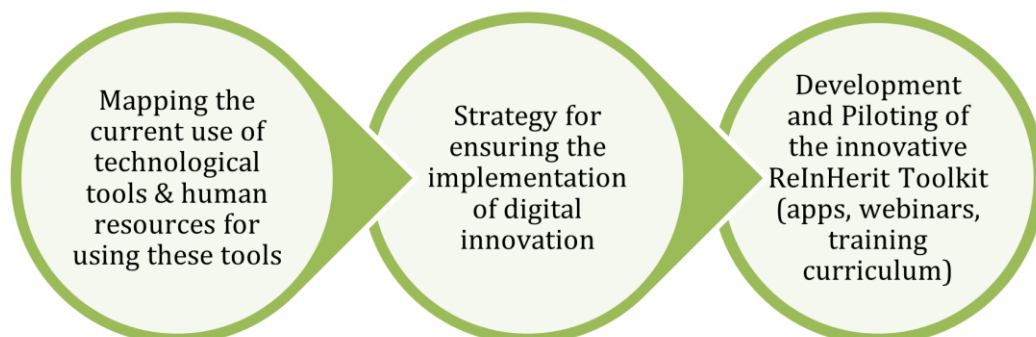 Mapping the
current use of
technological
tools & human
resources for
using these tools
Strategy for
ensuring the
implementation
of digital
innovation
Development
and Piloting of
the innovative
ReInHerit Toolkit
(apps, webinars,
training
curriculum)